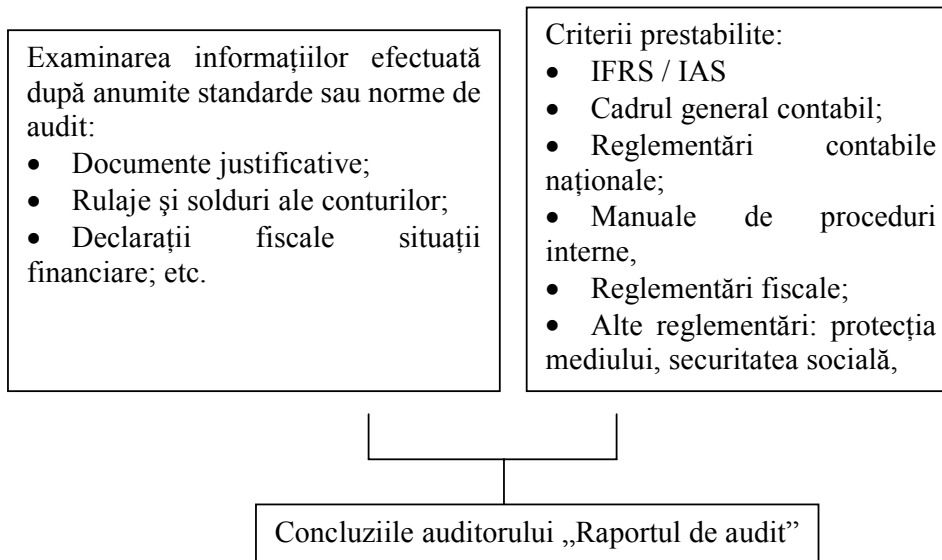 Examinarea informațiilor efectuată
după anumite standarde sau norme de
audit:
• Documente justificative;
• Rulaje şi solduri ale conturilor;
• Declarații fiscale situații
financiare; etc.
Criterii prestabilite:
• IFRS / IAS
• Cadrul general contabil;
• Reglementări contabile
naționale;
• Manuale de proceduri
interne,
• Reglementări fiscale;
• Alte reglementări: protecția
mediului, securitatea socială,
Concluziile auditorului „Raportul de audit”